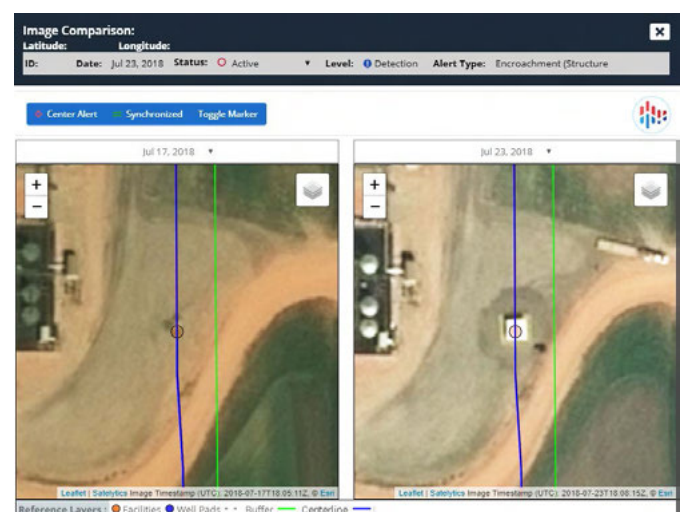 Image Comparison:
Latitude: Longitude:
ID: Date: Jul 23, 2018 Status: Active ▼ Level: Detection Alert Type: Encroachment (Structure
Center Alert Synchronized Toggle Marker
Jul 17, 2018 ▼
Jul 23, 2018 ▼
+
−
+
−
Leaflet | Satelytics Image Timestamp (UTC): 2018-07-17T18:05:11Z, © Esri
Leaflet | Satelytics Image Timestamp (UTC): 2018-07-23T18:08:15Z, © Esri
Reference Layers : Facilities Well Pads Buffer Centerline